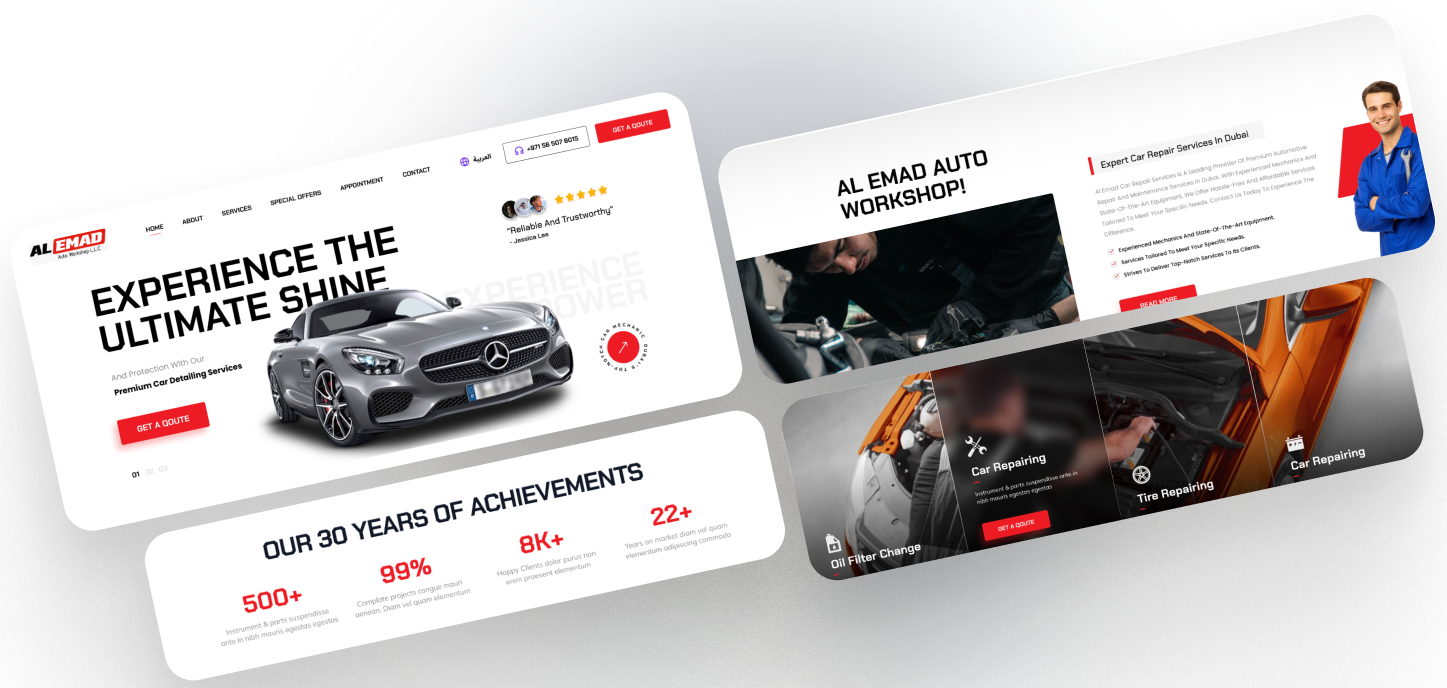 AL EMAD
Auto Workshop L.L.C
HOME
ABOUT
SERVICES
SPECIAL OFFERS
APPOINTMENT
CONTACT
العربية
+971 56 507 6015
GET A QOUTE
"Reliable And Trustworthy"
- Jessica Lee
EXPERIENCE THE
ULTIMATE SHINE
EXPERIENCE
POWER
And Protection With Our
Premium Car Detailing Services
GET A QOUTE
01 02 03
DUBAI'S TOP-NOTCH CAR MECHANIC
OUR 30 YEARS OF ACHIEVEMENTS
500+
Instrument & parts suspendisse
ante in nibh mauris egestas egestas
99%
Complate projects congue mauri
aenean. Diam vel quam elementum
8K+
Happy Clients dolor purus non
enim praesent elementum
22+
Years on market diam vel quam
elementum adipiscing commodo
AL EMAD AUTO
WORKSHOP!
Expert Car Repair Services In Dubai
Al Emad Car Repair Services Is A Leading Provider Of Premium Automotive
Repair And Maintenance Services In Dubai. With Experienced Mechanics And
State-Of-The-Art Equipment, We Offer Hassle-Free And Affordable Services
Tailored To Meet Your Specific Needs. Contact Us Today To Experience The
Difference.
Experienced Mechanics And State-Of-The-Art Equipment.
Services Tailored To Meet Your Specific Needs.
Strives To Deliver Top-Notch Services To Its Clients.
READ MORE
Oil Filter Change
Car Repairing
Instrument & parts suspendisse ante in
nibh mauris egestas egestas
GET A QOUTE
Tire Repairing
Car Repairing